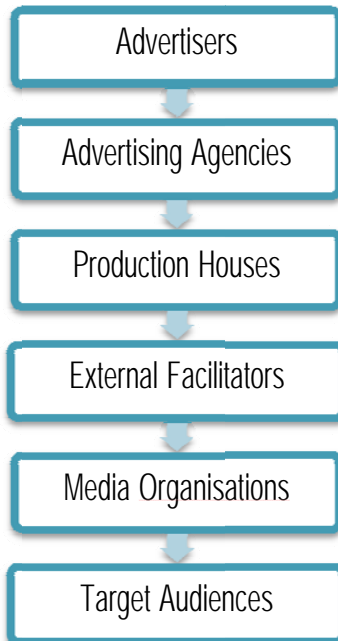 Advertisers
Advertising Agencies
Production Houses
External Facilitators
Media Organisations
Target Audiences